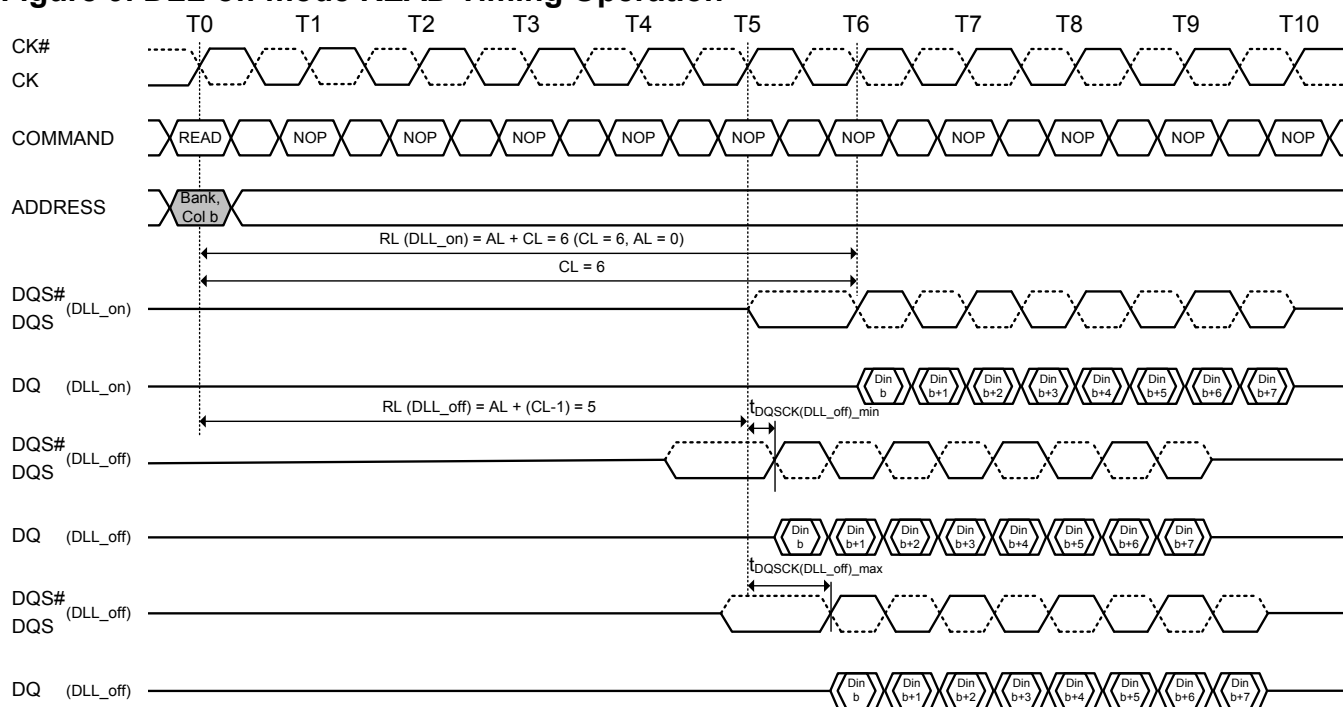 T0 T1 T2 T3 T4 T5 T6 T7 T8 T9 T10
CK#
CK
COMMAND READ NOP NOP NOP NOP NOP NOP NOP NOP NOP NOP
ADDRESS Bank, Col b
RL (DLL_on) = AL + CL = 6 (CL = 6, AL = 0)
CL = 6
DQS# (DLL_on)
DQS
DQ (DLL_on) Din b Din b+1 Din b+2 Din b+3 Din b+4 Din b+5 Din b+6 Din b+7
RL (DLL_off) = AL + (CL-1) = 5
tDQSCK(DLL_off)_min
DQS# (DLL_off)
DQS
DQ (DLL_off) Din b Din b+1 Din b+2 Din b+3 Din b+4 Din b+5 Din b+6 Din b+7
tDQSCK(DLL_off)_max
DQS# (DLL_off)
DQS
DQ (DLL_off) Din b Din b+1 Din b+2 Din b+3 Din b+4 Din b+5 Din b+6 Din b+7